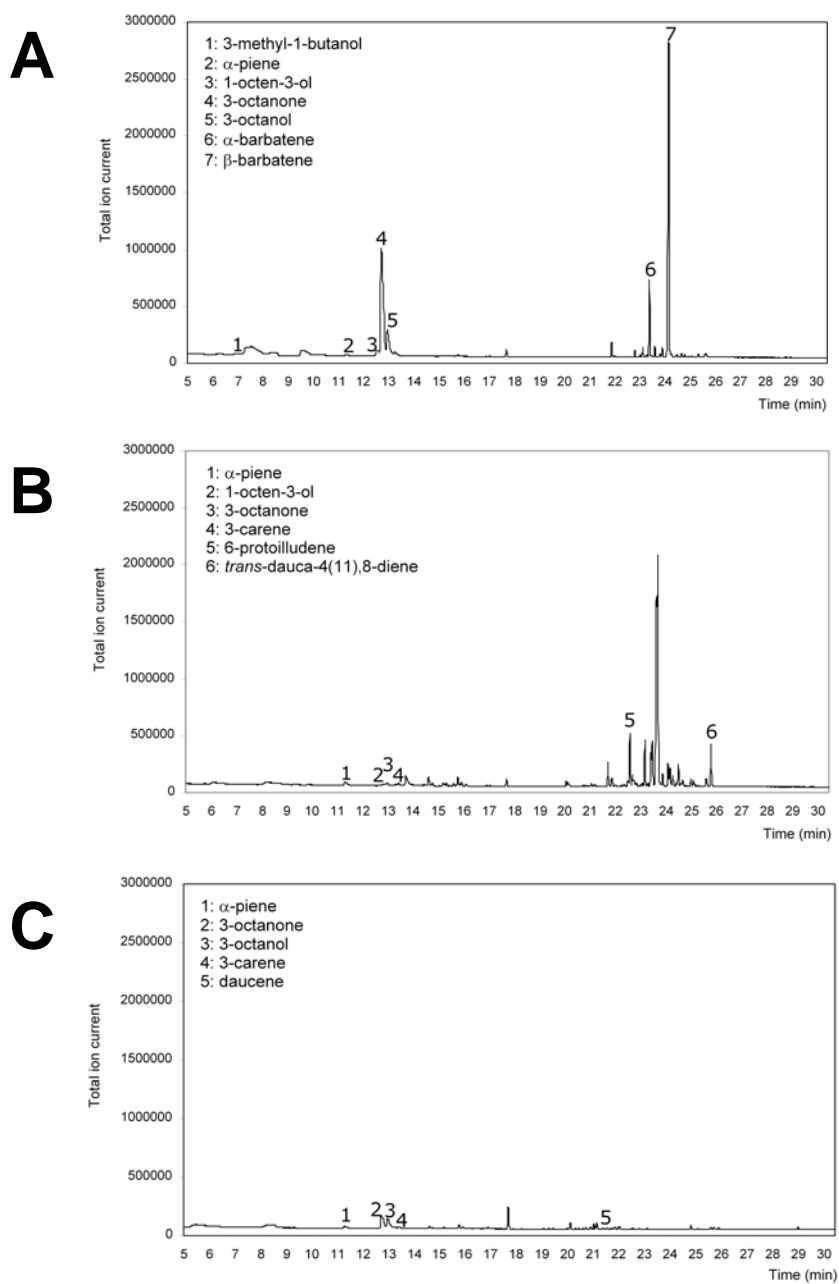 A
3000000
2500000
2000000
1500000
1000000
500000
0
Total ion current
1: 3-methyl-1-butanol
2: α-piene
3: 1-octen-3-ol
4: 3-octanone
5: 3-octanol
6: α-barbatene
7: β-barbatene
1 2 3 4 5 6 7
5 6 7 8 9 10 11 12 13 14 15 16 17 18 19 20 21 22 23 24 25 26 27 28 29 30
Time (min)
B
3000000
2500000
2000000
1500000
1000000
500000
0
Total ion current
1: α-piene
2: 1-octen-3-ol
3: 3-octanone
4: 3-carene
5: 6-protoilludene
6: trans-dauca-4(11),8-diene
1 2 3 4 5 6
5 6 7 8 9 10 11 12 13 14 15 16 17 18 19 20 21 22 23 24 25 26 27 28 29 30
Time (min)
C
3000000
2500000
2000000
1500000
1000000
500000
0
Total ion current
1: α-piene
2: 3-octanone
3: 3-octanol
4: 3-carene
5: daucene
1 2 3 4 5
5 6 7 8 9 10 11 12 13 14 15 16 17 18 19 20 21 22 23 24 25 26 27 28 29 30
Time (min)